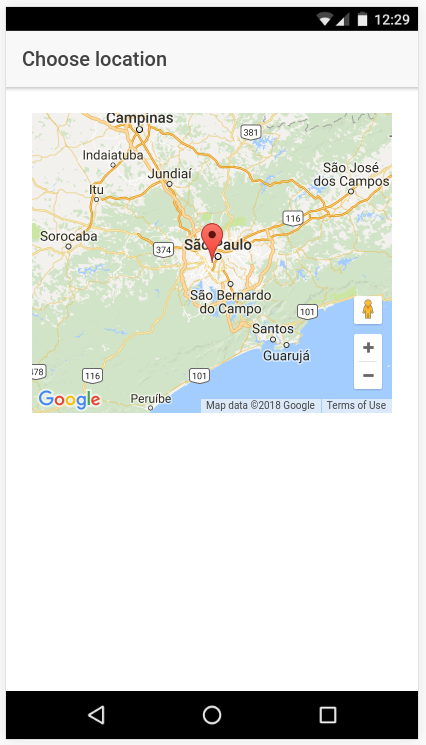 12:29
Choose location
Campinas
381
Indaiatuba
São José
dos Campos
Jundiaí
Itu
116
Sorocaba
374
São Paulo
São Bernardo
do Campo
101
Santos
Guarujá
+
−
116
101
Peruíbe
Google
Map data ©2018 Google
Terms of Use